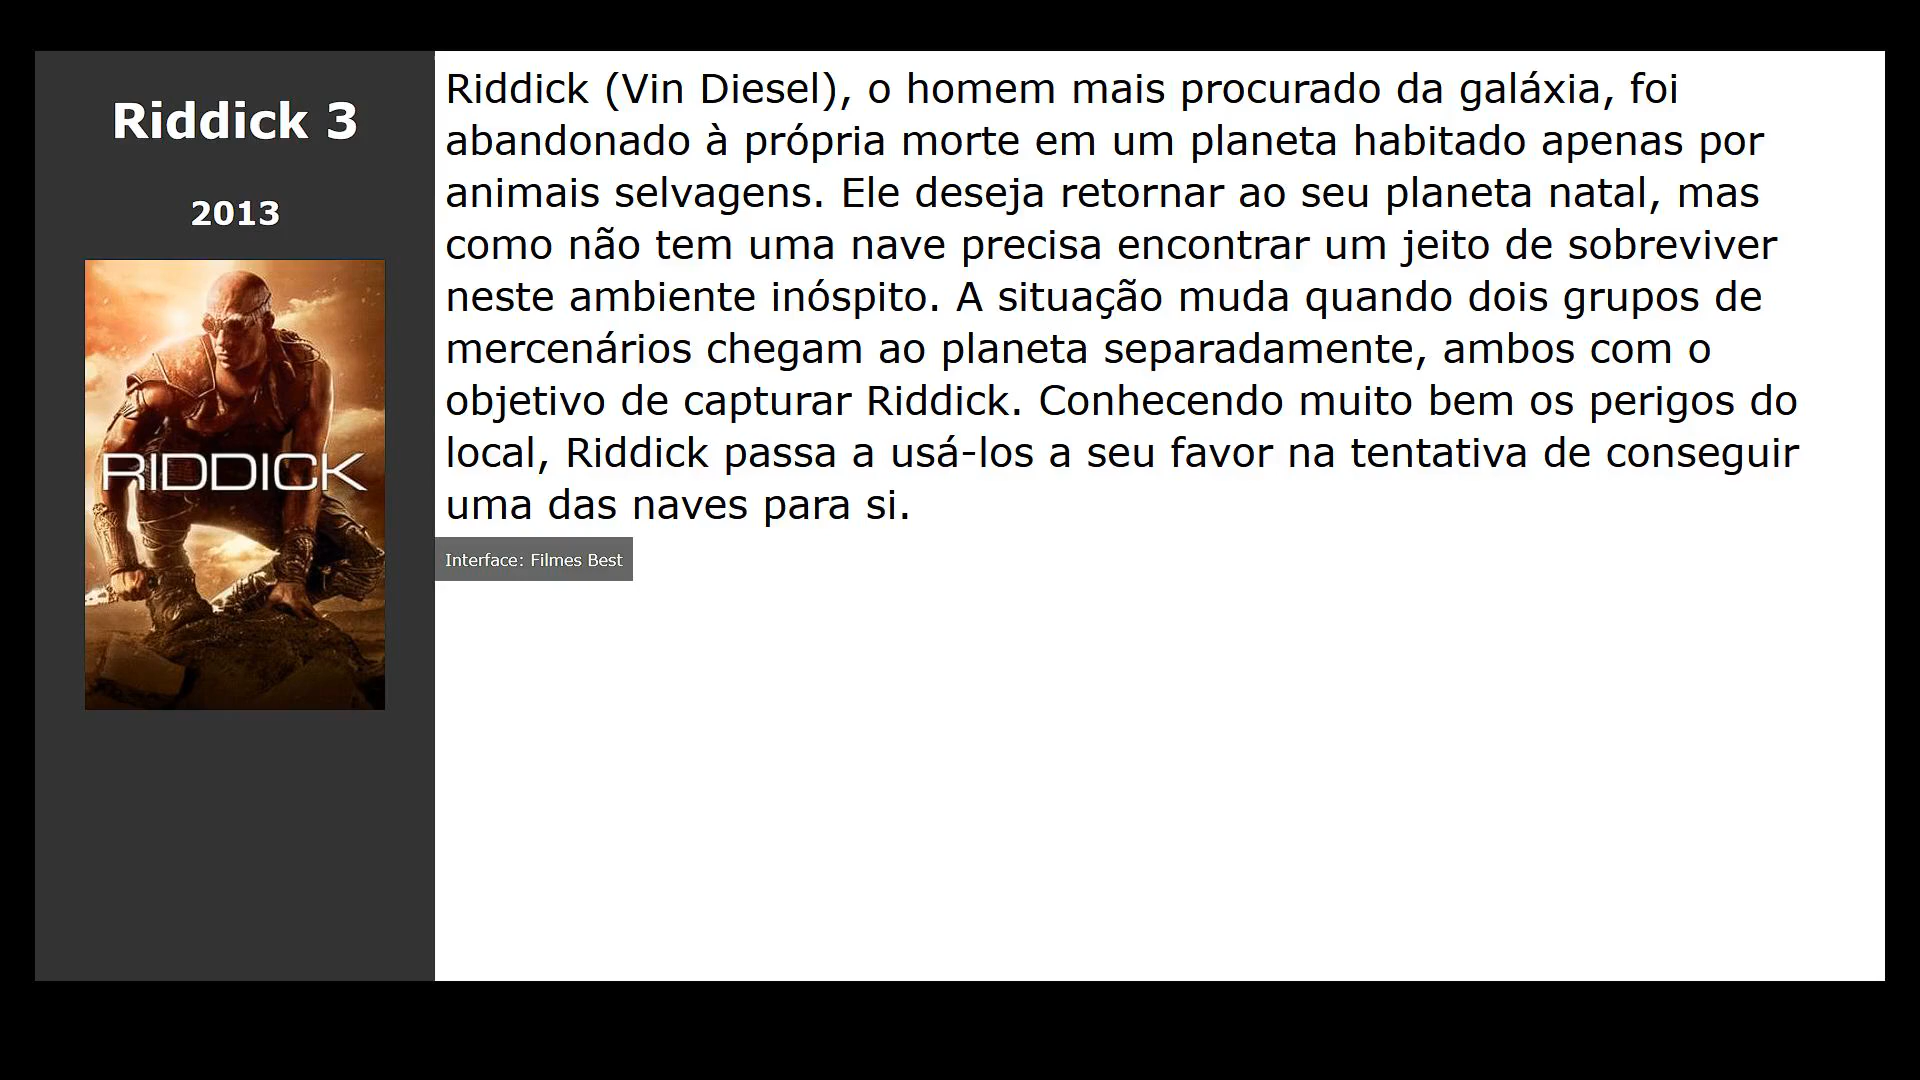 Riddick 3
2013
RIDDICK
Riddick (Vin Diesel), o homem mais procurado da galáxia, foi
abandonado à própria morte em um planeta habitado apenas por
animais selvagens. Ele deseja retornar ao seu planeta natal, mas
como não tem uma nave precisa encontrar um jeito de sobreviver
neste ambiente inóspito. A situação muda quando dois grupos de
mercenários chegam ao planeta separadamente, ambos com o
objetivo de capturar Riddick. Conhecendo muito bem os perigos do
local, Riddick passa a usá-los a seu favor na tentativa de conseguir
uma das naves para si.
Interface: Filmes Best